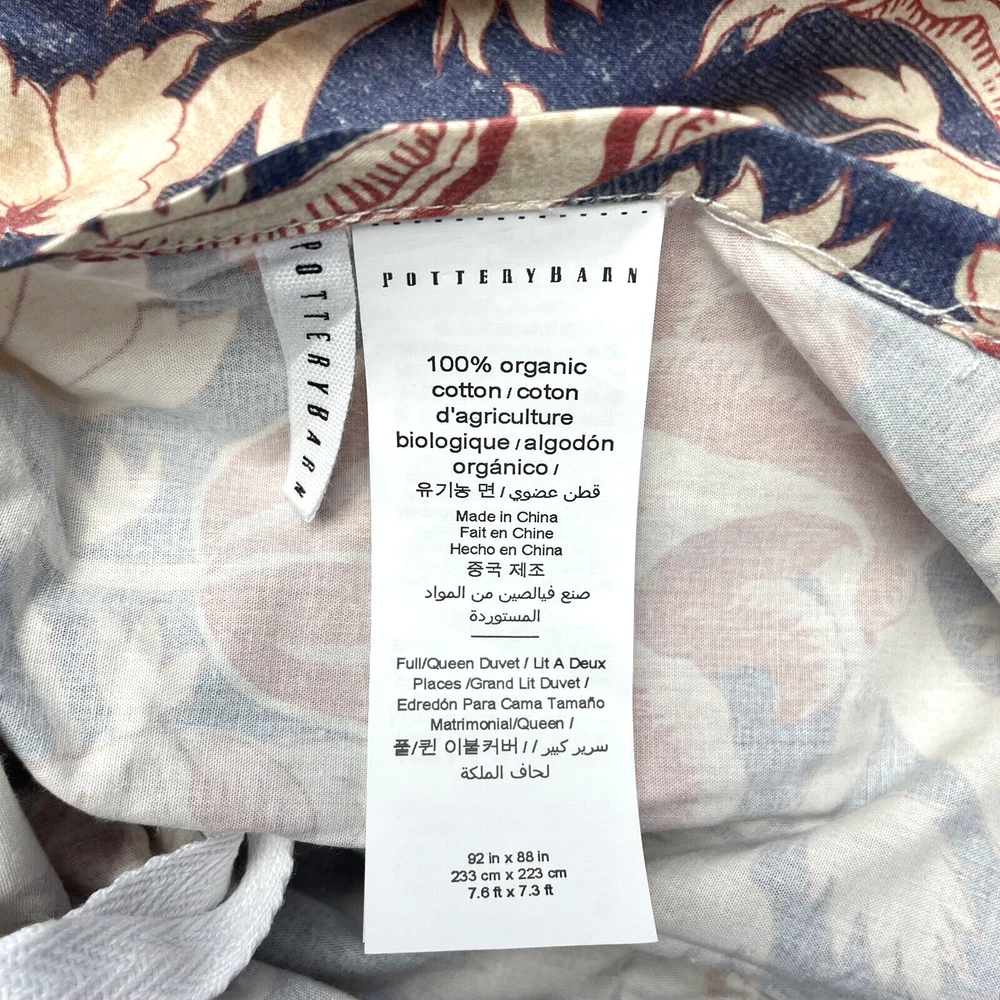 POTTERYBARN
POTTERYBARN
100% organic
cotton / coton
d'agriculture
biologique / algodón
orgánico /
유기농 면 / قطن عضوي
Made in China
Fait en Chine
Hecho en China
중국 제조
صنع فيالصين من المواد
المستوردة
Full/Queen Duvet / Lit A Deux
Places /Grand Lit Duvet /
Edredón Para Cama Tamaño
Matrimonial/Queen /
풀/퀸 이불커버 / / سرير كبير
لحاف الملكة
92 in x 88 in
233 cm x 223 cm
7.6 ft x 7.3 ft